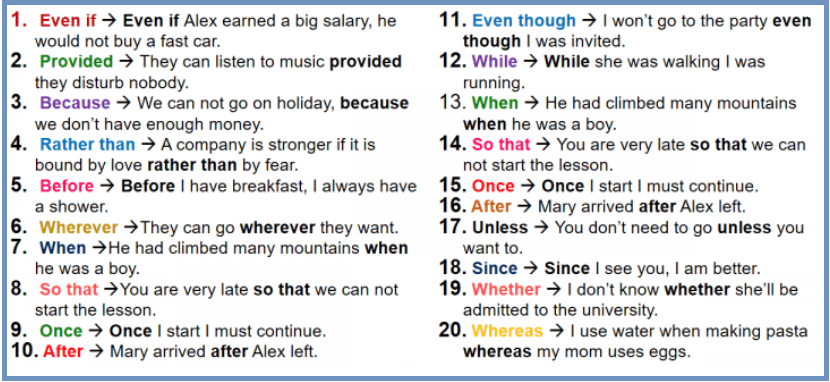 1. Even if → Even if Alex earned a big salary, he
would not buy a fast car.
2. Provided → They can listen to music provided
they disturb nobody.
3. Because → We can not go on holiday, because
we don't have enough money.
4. Rather than → A company is stronger if it is
bound by love rather than by fear.
5. Before → Before I have breakfast, I always have
a shower.
6. Wherever →They can go wherever they want.
7. When →He had climbed many mountains when
he was a boy.
8. So that →You are very late so that we can not
start the lesson.
9. Once → Once I start I must continue.
10. After → Mary arrived after Alex left.
11. Even though → I won't go to the party even
though I was invited.
12. While → While she was walking I was
running.
13. When → He had climbed many mountains
when he was a boy.
14. So that → You are very late so that we can
not start the lesson.
15. Once → Once I start I must continue.
16. After → Mary arrived after Alex left.
17. Unless → You don't need to go unless you
want to.
18. Since → Since I see you, I am better.
19. Whether → I don't know whether she'll be
admitted to the university.
20. Whereas → I use water when making pasta
whereas my mom uses eggs.